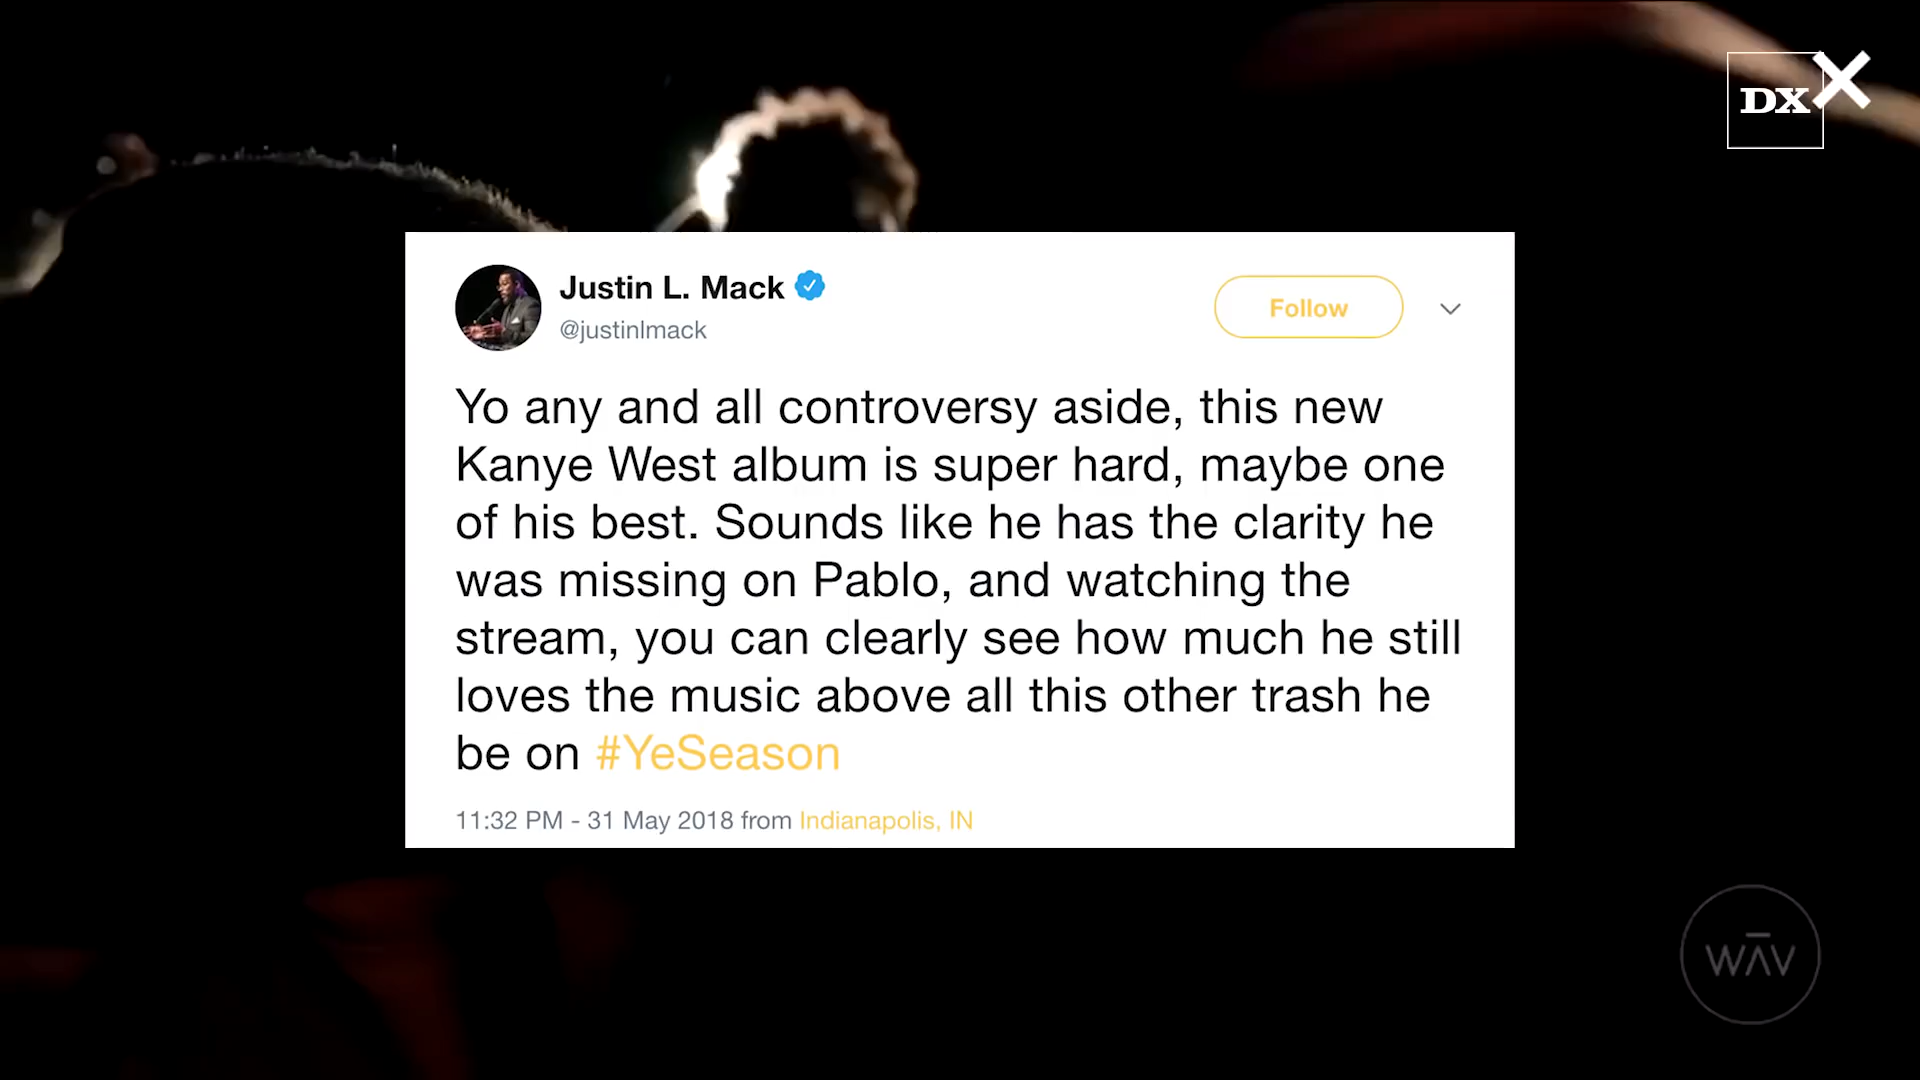 DX
Justin L. Mack
@justinlmack
Follow
Yo any and all controversy aside, this new
Kanye West album is super hard, maybe one
of his best. Sounds like he has the clarity he
was missing on Pablo, and watching the
stream, you can clearly see how much he still
loves the music above all this other trash he
be on #YeSeason
11:32 PM - 31 May 2018 from Indianapolis, IN
WĀV